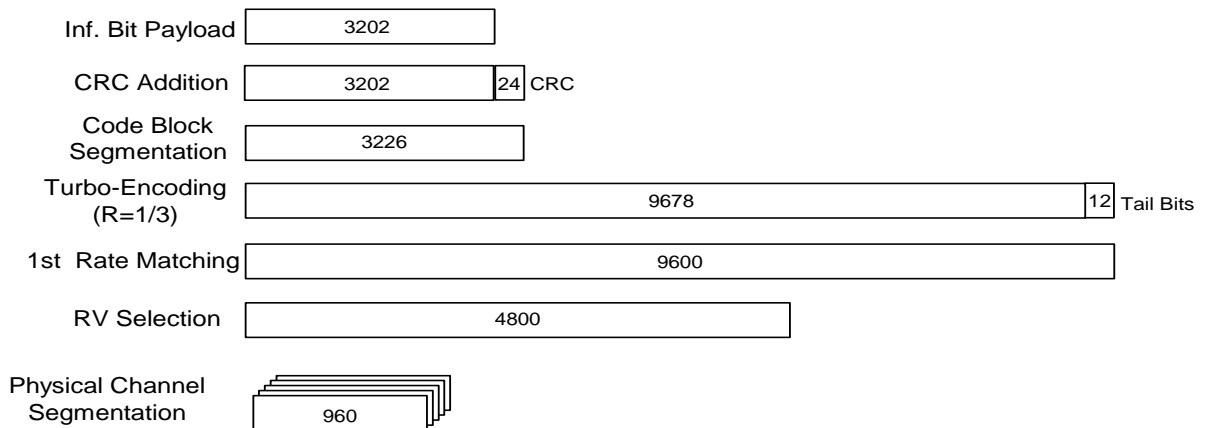 Inf. Bit Payload 3202
CRC Addition 3202 24 CRC
Code Block
Segmentation 3226
Turbo-Encoding
(R=1/3) 9678 12 Tail Bits
1st Rate Matching 9600
RV Selection 4800
Physical Channel
Segmentation 960